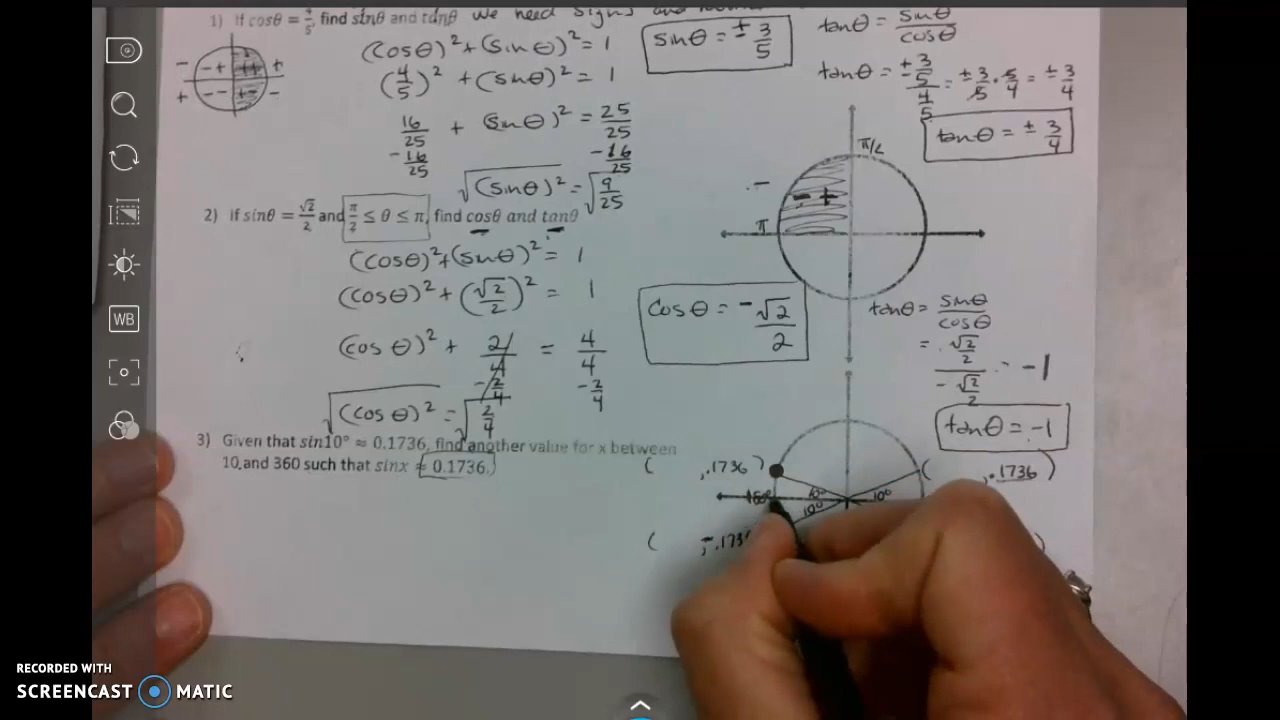 1) If cosθ = 4/5, find sinθ and tanθ we need signs and
(cosθ)² + (sinθ)² = 1
(4/5)² + (sinθ)² = 1
16/25 + (sinθ)² = 25/25
-16/25 -16/25
√(sinθ)² = √9/25
sinθ = ± 3/5
tanθ = sinθ/cosθ
tanθ = ± 3/5 / 4/5 = ± 3/5 · 5/4 = ± 3/4
tanθ = ± 3/4
- + - + + + +
+ - - + - -
2) If sinθ = √2/2 and π/2 ≤ θ ≤ π, find cosθ and tanθ
(cosθ)² + (sinθ)² = 1
(cosθ)² + (√2/2)² = 1
(cosθ)² + 2/4 = 4/4
- 2/4 - 2/4
√(cosθ)² = √2/4
π/2
- - +
π
cosθ = - √2/2
tanθ = sinθ/cosθ
= √2/2 / - √2/2 = -1
tanθ = -1
3) Given that sin10° ≈ 0.1736, find another value for x between
10 and 360 such that sinx ≈ 0.1736.
( , .1736 ) ( , .1736 )
180° 10° 10°
10°
( , -.173 )
WB
RECORDED WITH
SCREENCAST MATIC